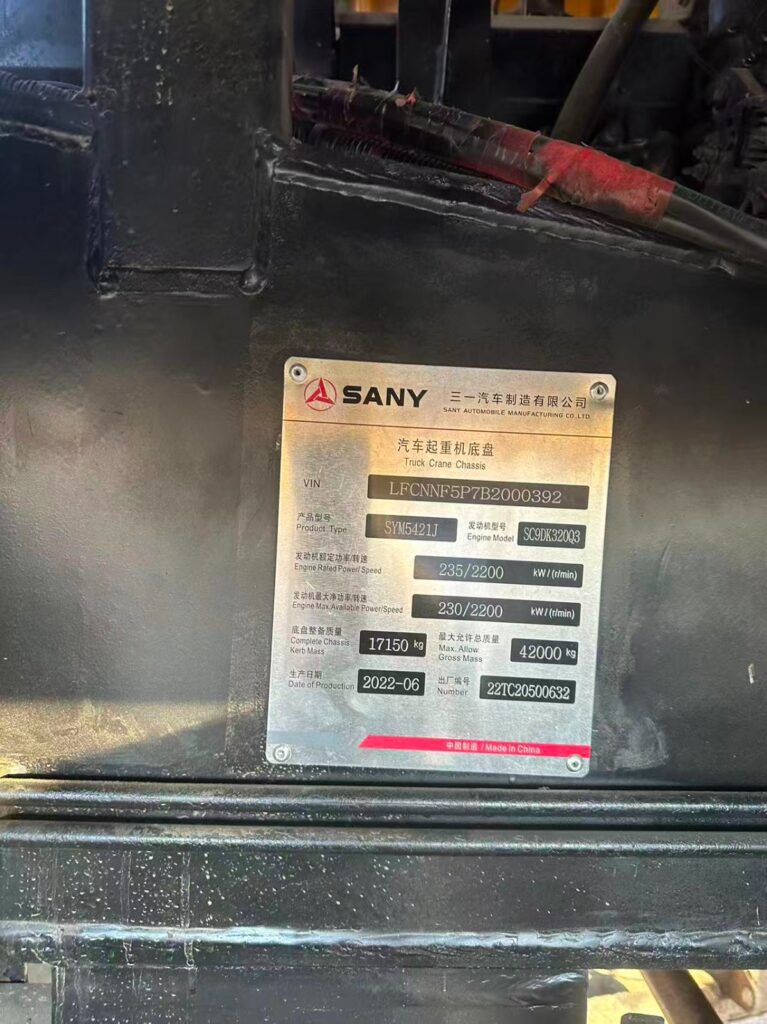 SANY 三一汽车制造有限公司
SANY AUTOMOBILE MANUFACTURING CO.,LTD.
汽车起重机底盘
Truck Crane Chassis
VIN LFCNNF5P7B2000392
产品型号 SYM5421J 发动机型号 SC9DK320Q3
Product Type Engine Model
发动机额定功率/转速 235/2200 kW/(r/min)
Engine Rated Power/ Speed
发动机最大净功率/转速 230/2200 kW/(r/min)
Engine Max.Available Power/Speed
底盘整备质量 17150 kg 最大允许总质量 42000 kg
Complete Chassis Max. Allow
Kerb Mass Gross Mass
生产日期 2022-06 出厂编号 22TC20500632
Date of Production Number
中国制造 / Made in China